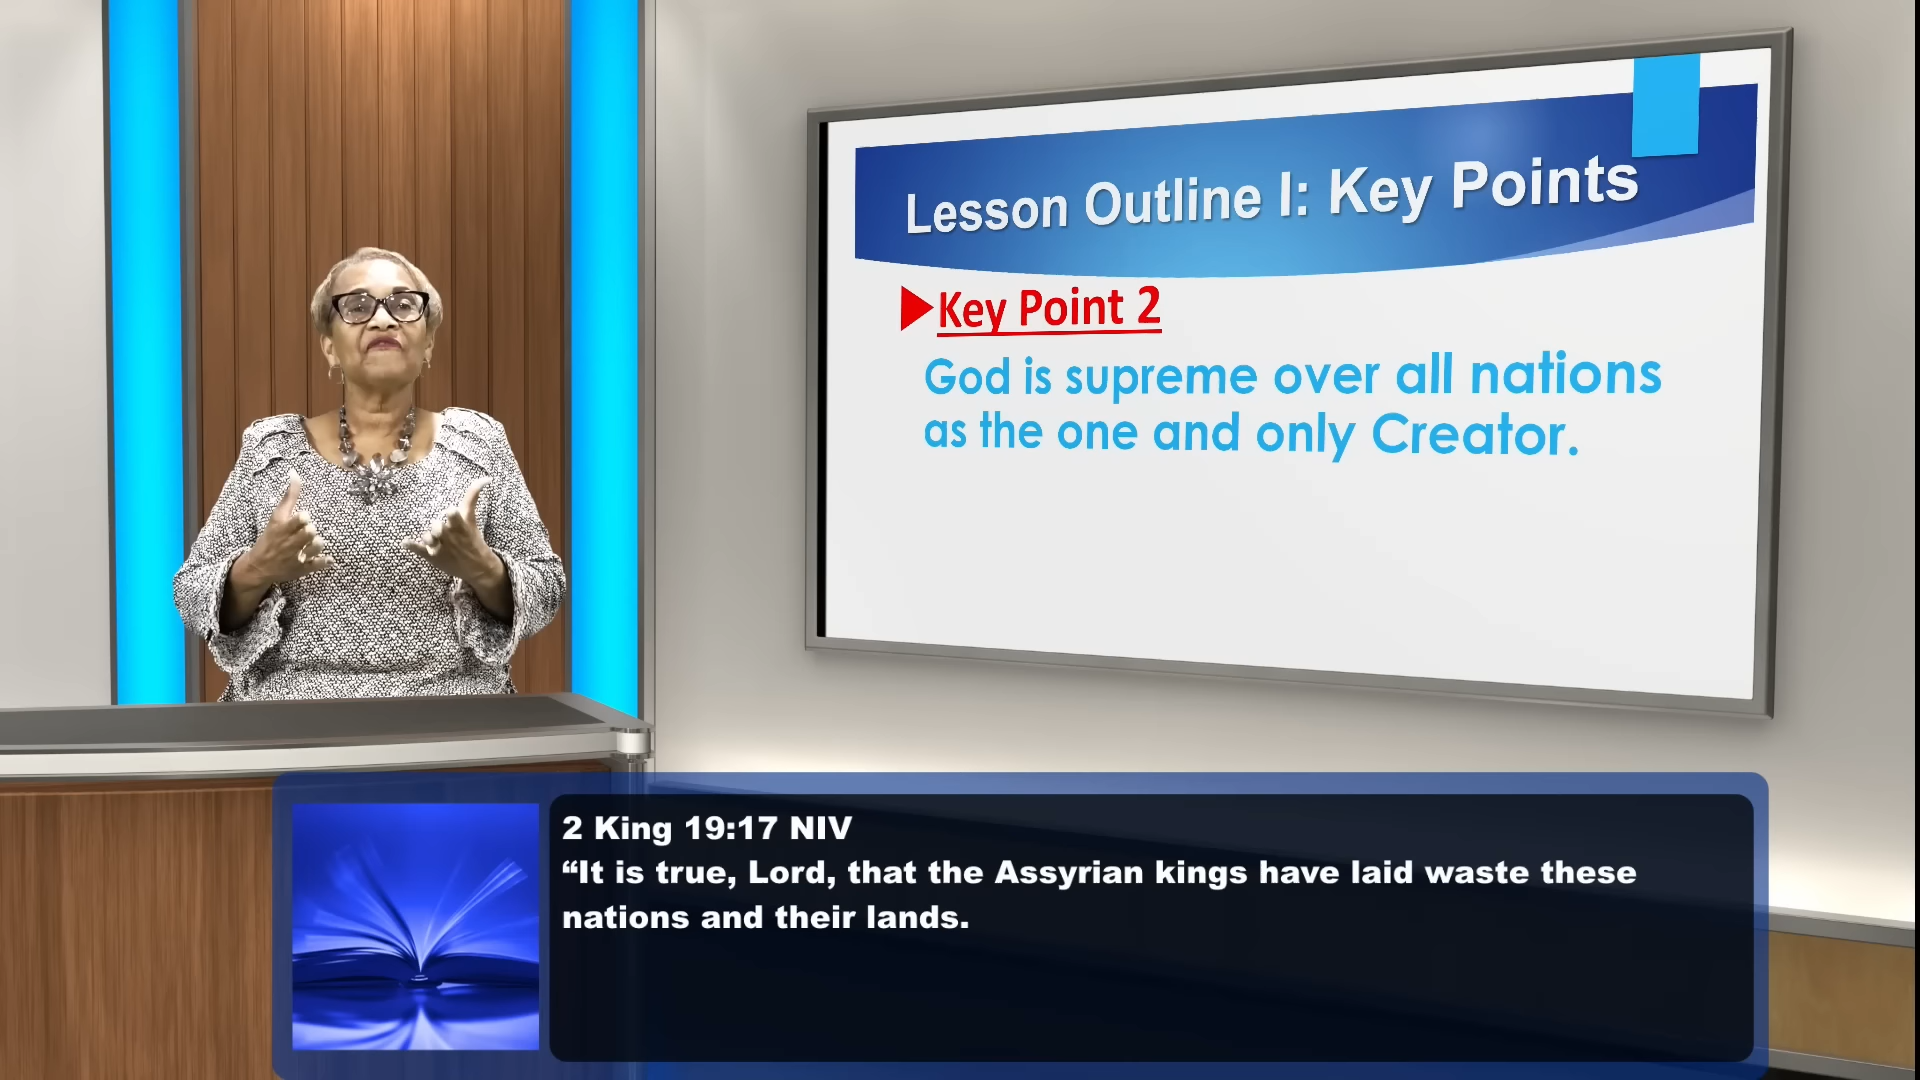 Lesson Outline I: Key Points
Key Point 2
God is supreme over all nations
as the one and only Creator.
2 King 19:17 NIV
“It is true, Lord, that the Assyrian kings have laid waste these
nations and their lands.